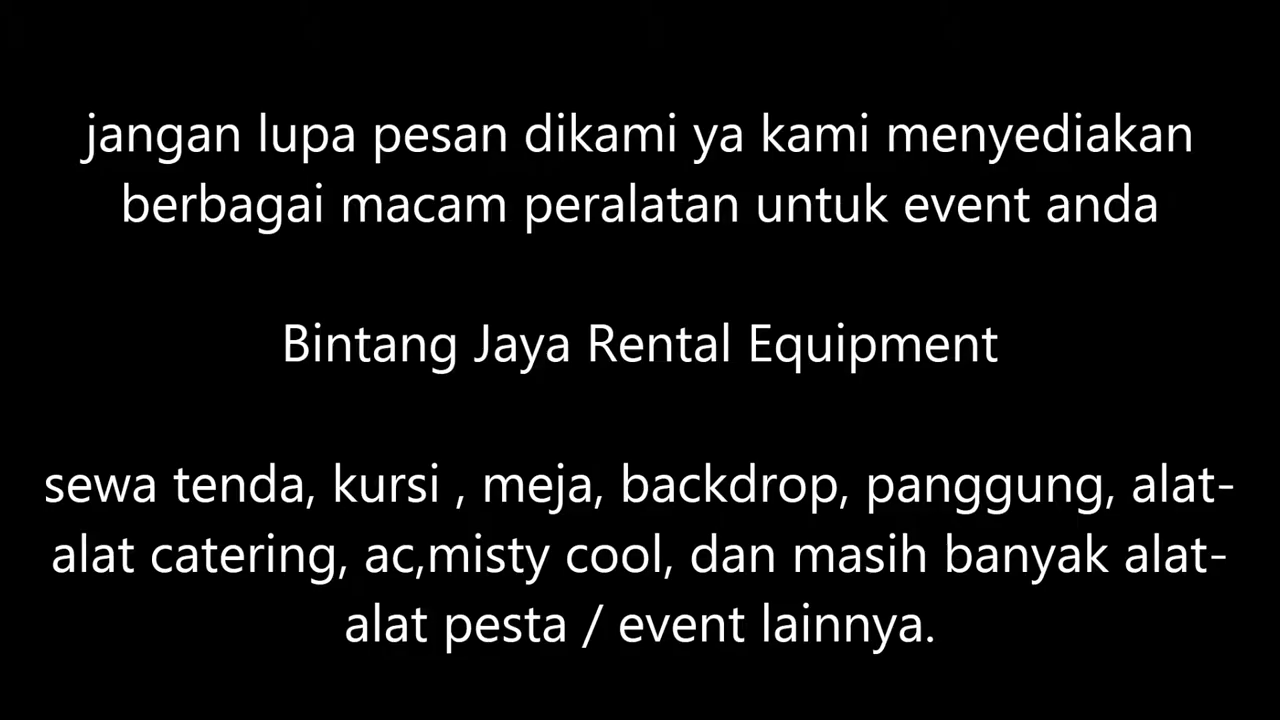 jangan lupa pesan dikami ya kami menyediakan
berbagai macam peralatan untuk event anda
Bintang Jaya Rental Equipment
sewa tenda, kursi , meja, backdrop, panggung, alat-
alat catering, ac,misty cool, dan masih banyak alat-
alat pesta / event lainnya.